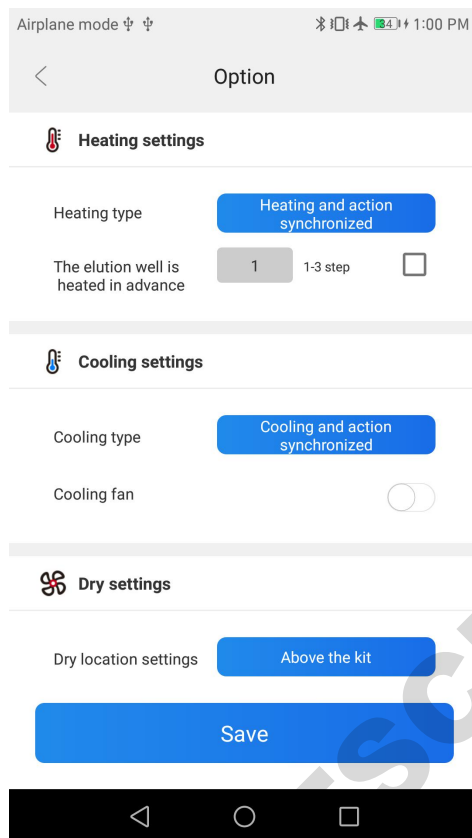 Airplane mode 34 1:00 PM
Option
Heating settings
Heating type
Heating and action
synchronized
The elution well is
heated in advance
1 1-3 step
Cooling settings
Cooling type
Cooling and action
synchronized
Cooling fan
Dry settings
Dry location settings Above the kit
Save